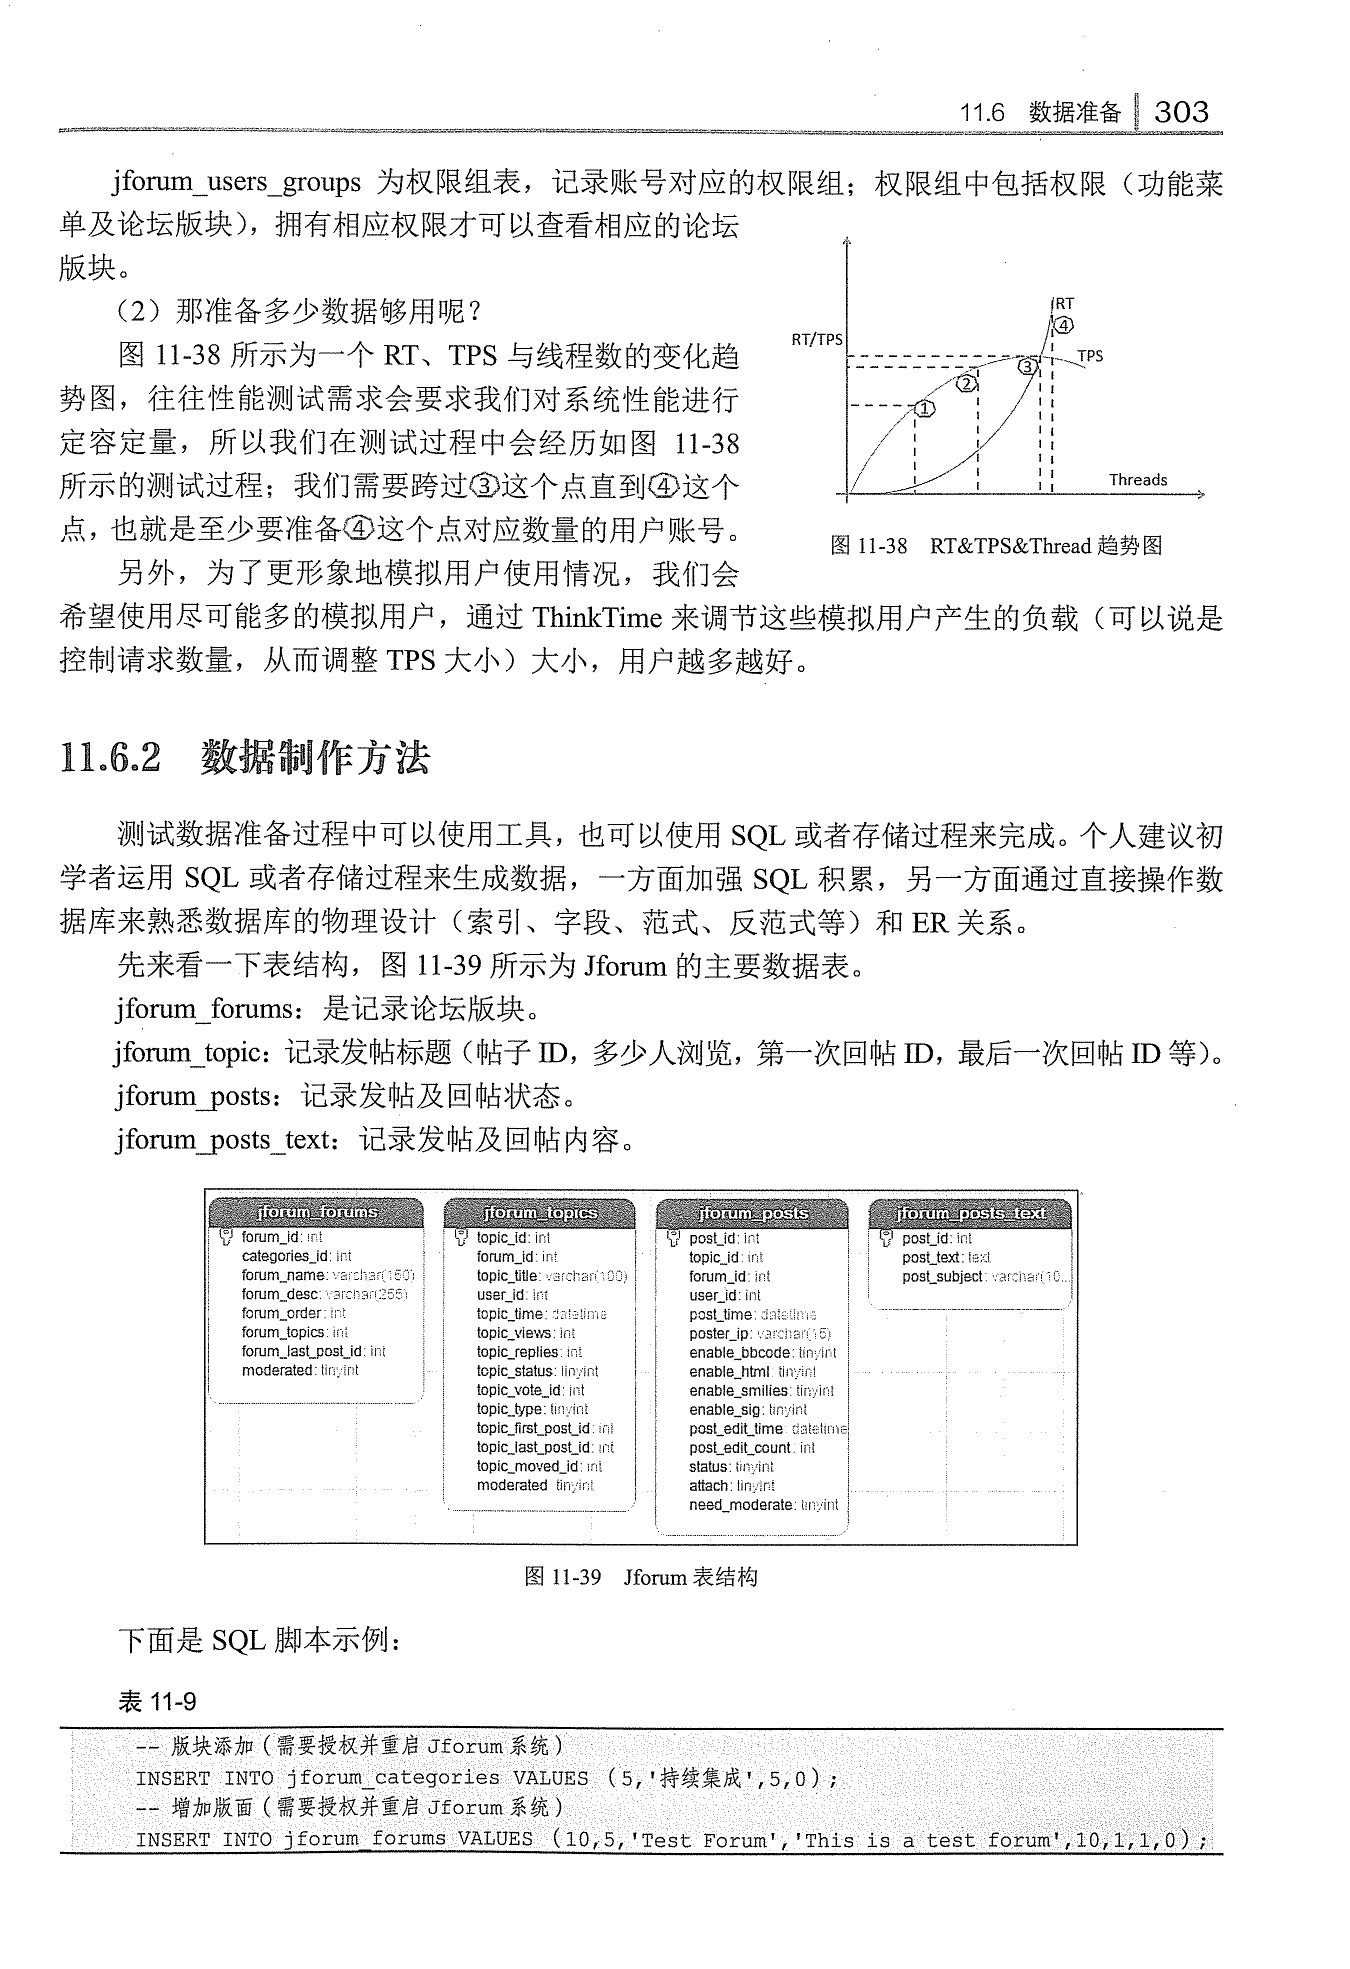 11.6 数据准备 303
jforum_users_groups 为权限组表，记录账号对应的权限组；权限组中包括权限（功能菜
单及论坛版块），拥有相应权限才可以查看相应的论坛
版块。
（2）那准备多少数据够用呢？
图 11-38 所示为一个 RT、TPS 与线程数的变化趋
势图，往往性能测试需求会要求我们对系统性能进行
定容定量，所以我们在测试过程中会经历如图 11-38
所示的测试过程；我们需要跨过③这个点直到④这个
点，也就是至少要准备④这个点对应数量的用户账号。
RT/TPS
RT
④
TPS
③
②
①
Threads
图 11-38 RT&TPS&Thread 趋势图
另外，为了更形象地模拟用户使用情况，我们会
希望使用尽可能多的模拟用户，通过 ThinkTime 来调节这些模拟用户产生的负载（可以说是
控制请求数量，从而调整 TPS 大小）大小，用户越多越好。
11.6.2 数据制作方法
测试数据准备过程中可以使用工具，也可以使用 SQL 或者存储过程来完成。个人建议初
学者运用 SQL 或者存储过程来生成数据，一方面加强 SQL 积累，另一方面通过直接操作数
据库来熟悉数据库的物理设计（索引、字段、范式、反范式等）和 ER 关系。
先来看一下表结构，图 11-39 所示为 Jforum 的主要数据表。
jforum_forums：是记录论坛版块。
jforum_topic：记录发帖标题（帖子 ID，多少人浏览，第一次回帖 ID，最后一次回帖 ID 等）。
jforum_posts：记录发帖及回帖状态。
jforum_posts_text：记录发帖及回帖内容。
jforum_forums
forum_id: int
categories_id: int
forum_name: varchar(150)
forum_desc: varchar(255)
forum_order: int
forum_topics: int
forum_last_post_id: int
moderated: tinyint
jforum_topics
topic_id: int
forum_id: int
topic_title: varchar(100)
user_id: int
topic_time: datetime
topic_views: int
topic_replies: int
topic_status: tinyint
topic_vote_id: int
topic_type: tinyint
topic_first_post_id: int
topic_last_post_id: int
topic_moved_id: int
moderated: tinyint
jforum_posts
post_id: int
topic_id: int
forum_id: int
user_id: int
post_time: datetime
poster_ip: varchar(15)
enable_bbcode: tinyint
enable_html: tinyint
enable_smilies: tinyint
enable_sig: tinyint
post_edit_time: datetime
post_edit_count: int
status: tinyint
attach: tinyint
need_moderate: tinyint
jforum_posts_text
post_id: int
post_text: text
post_subject: varchar(10...
图 11-39 Jforum 表结构
下面是 SQL 脚本示例：
表 11-9
-- 版块添加（需要授权并重启 Jforum 系统）
INSERT INTO jforum_categories VALUES (5,'持续集成',5,0);
-- 增加版面（需要授权并重启 Jforum 系统）
INSERT INTO jforum_forums VALUES (10,5,'Test Forum','This is a test forum',10,1,1,0);